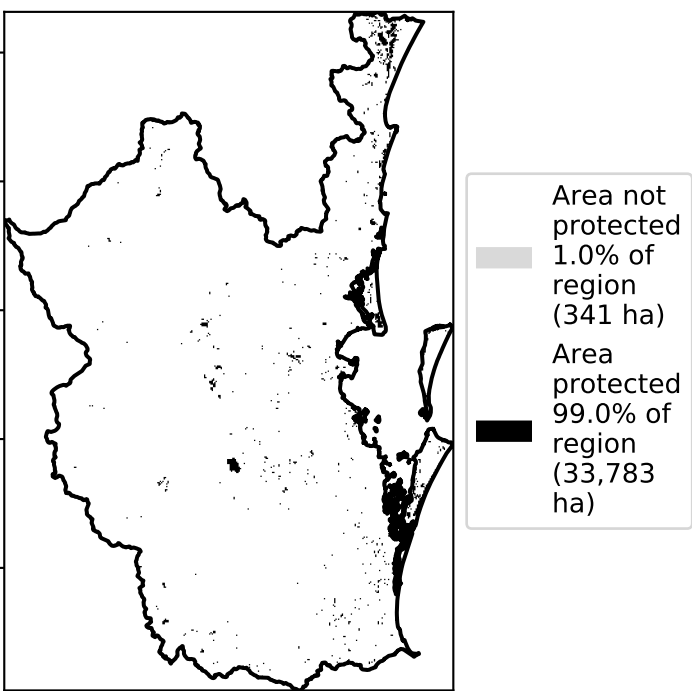 Area not
protected
1.0% of
region
(341 ha)
Area
protected
99.0% of
region
(33,783
ha)